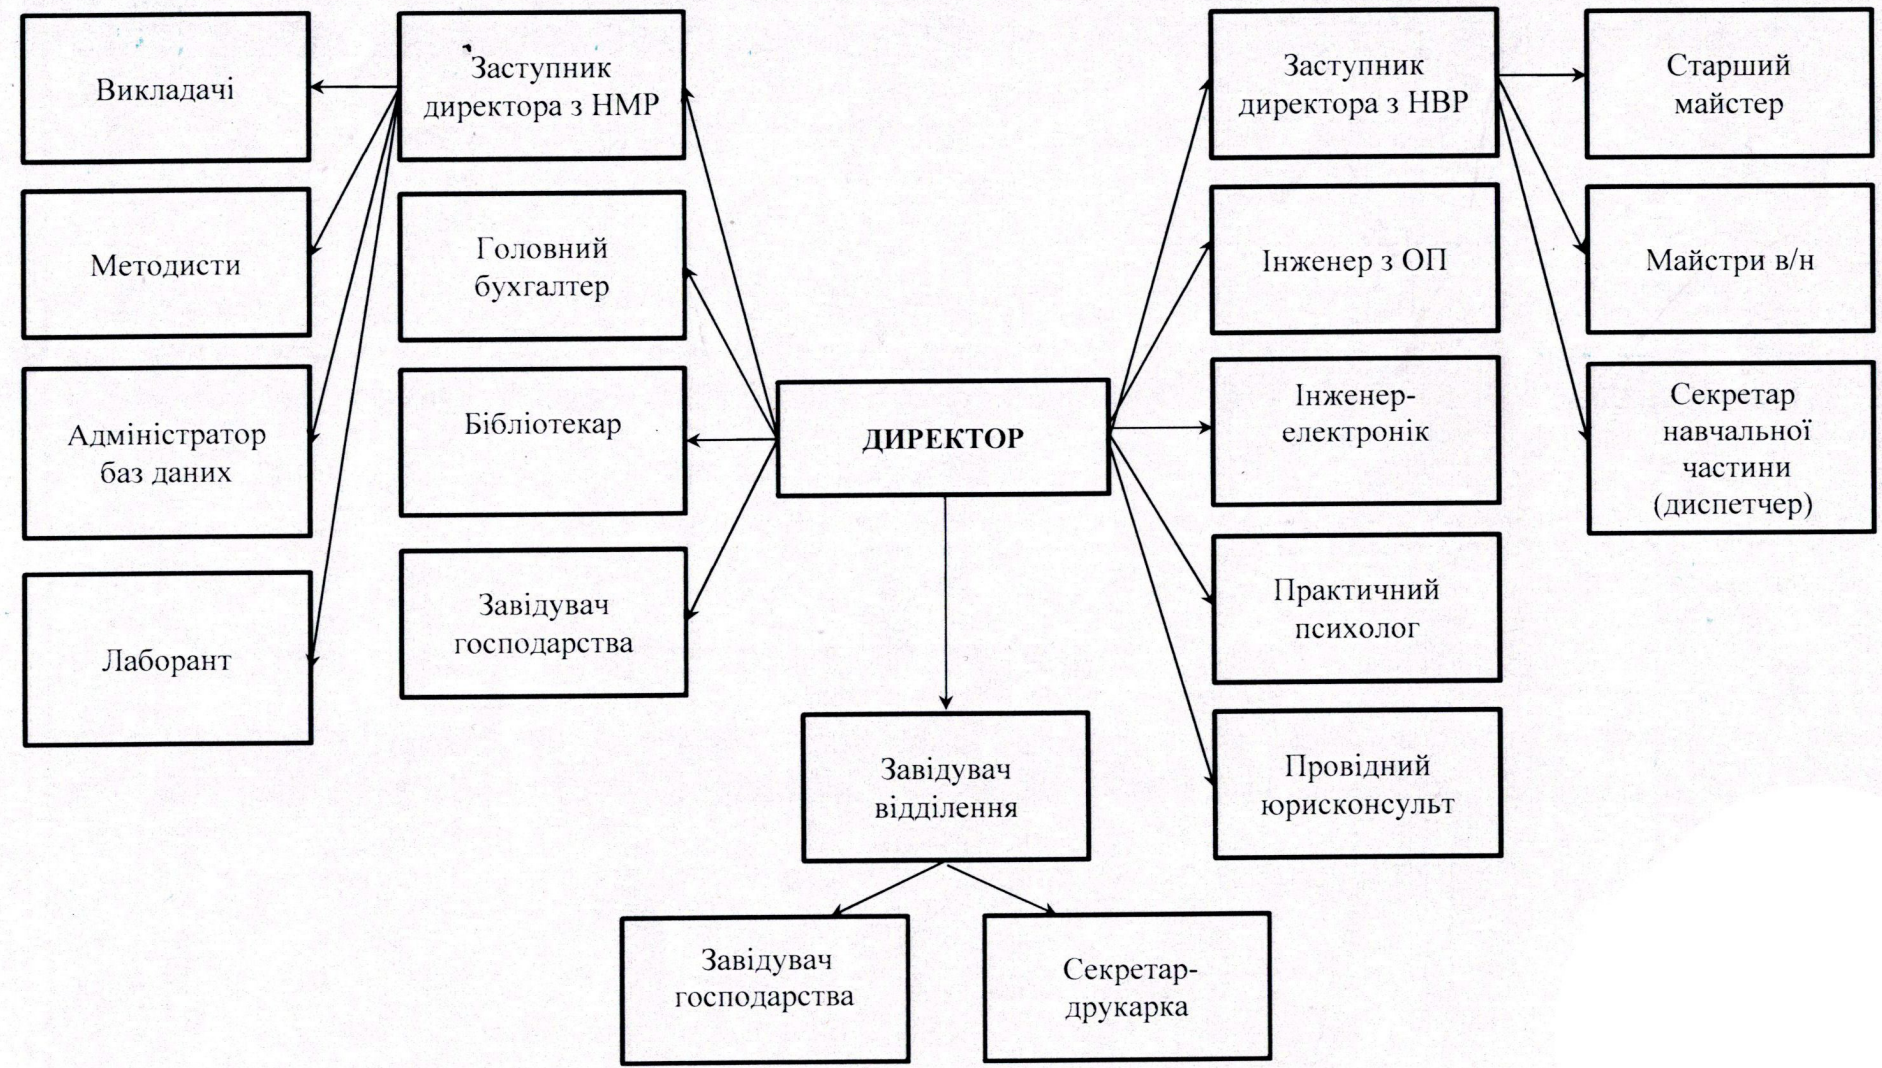 Викладачі
Заступник
директора з НМР
Заступник
директора з НВР
Старший
майстер
Методисти
Головний
бухгалтер
Інженер з ОП
Майстри в/н
Адміністратор
баз даних
Бібліотекар
ДИРЕКТОР
Інженер-
електронік
Секретар
навчальної
частини
(диспетчер)
Лаборант
Завідувач
господарства
Практичний
психолог
Завідувач
відділення
Провідний
юрисконсульт
Завідувач
господарства
Секретар-
друкарка